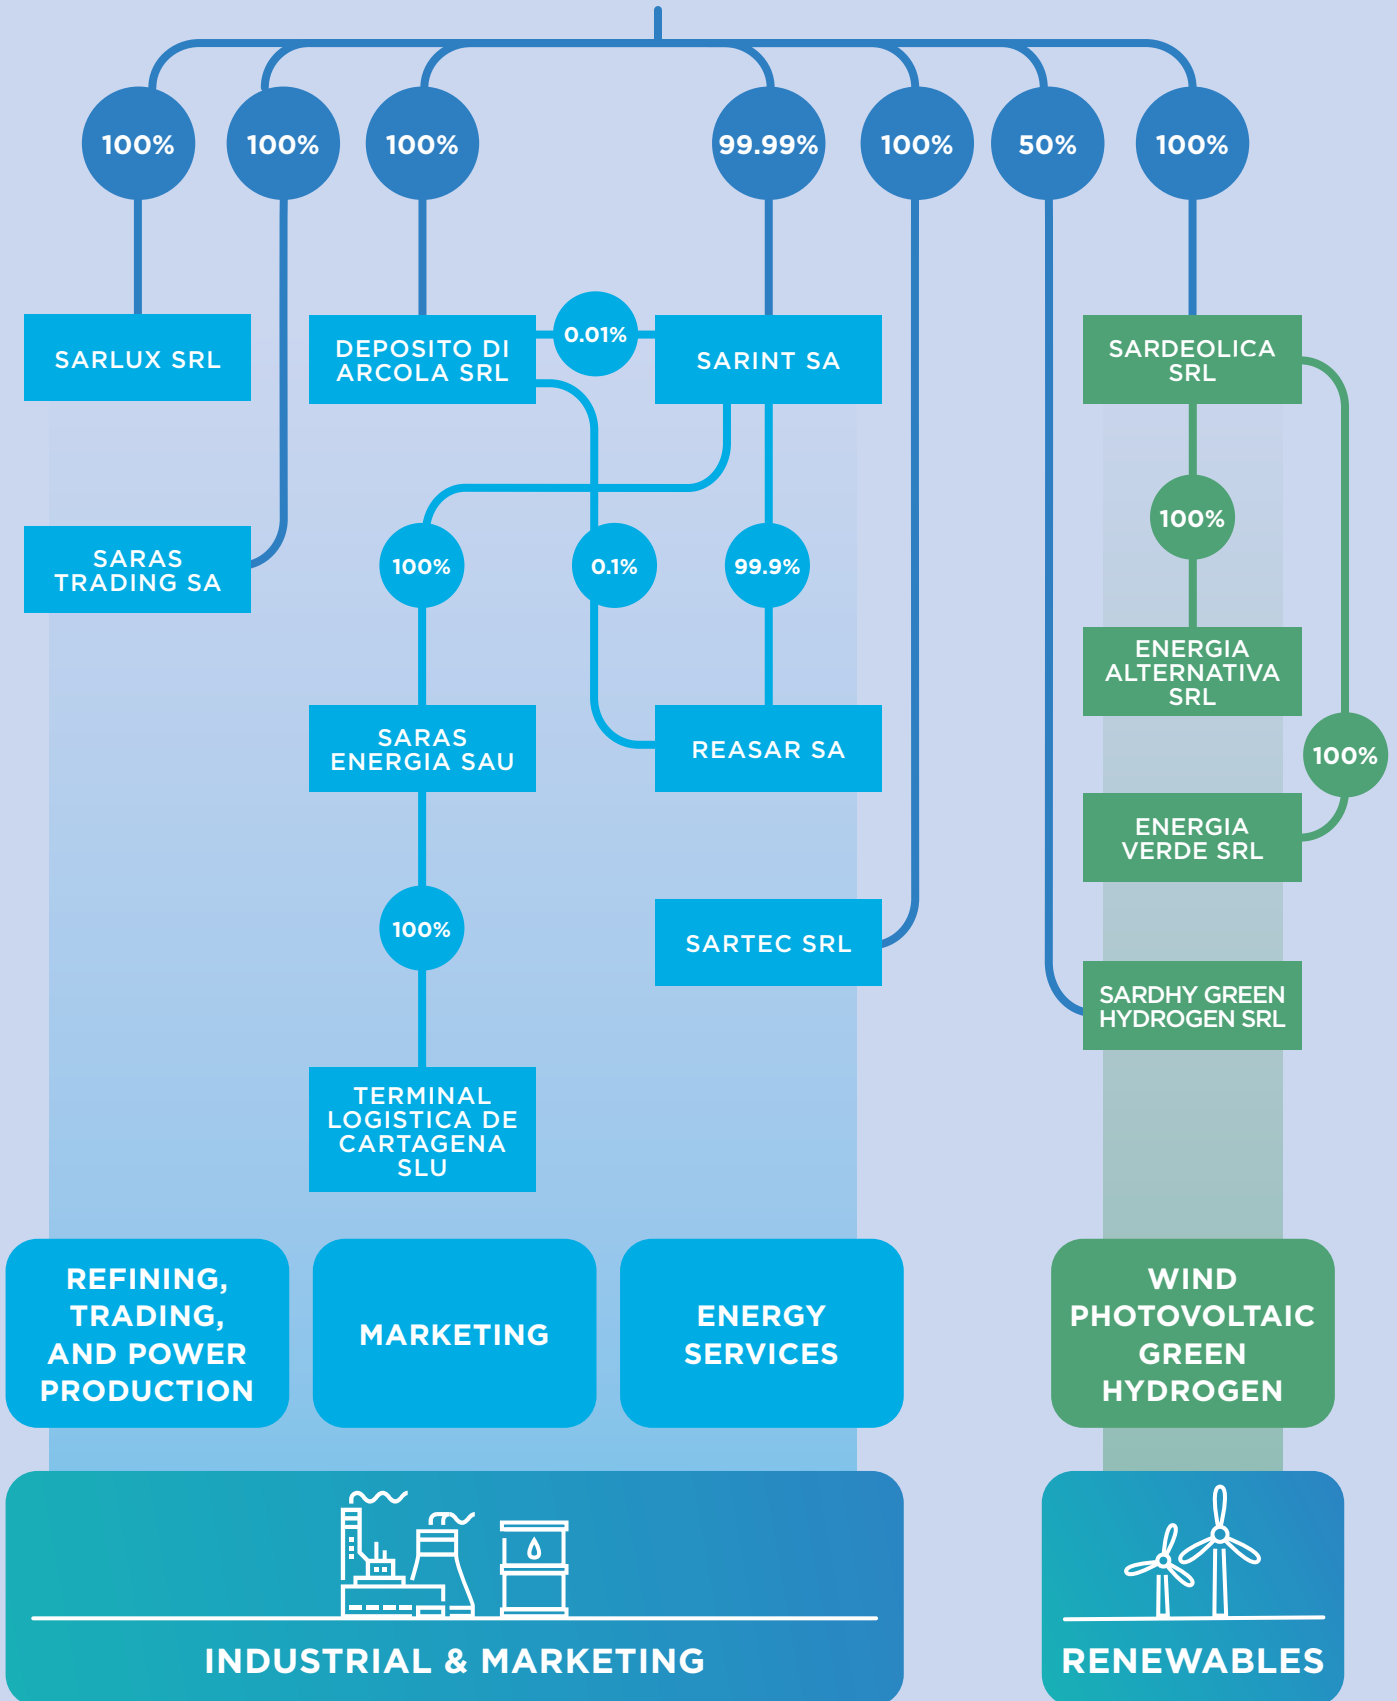 100%
100%
100%
99.99%
100%
50%
100%
SARLUX SRL
DEPOSITO DI
ARCOLA SRL
0.01%
SARINT SA
SARDEOLICA
SRL
100%
SARAS
TRADING SA
100%
0.1%
99.9%
ENERGIA
ALTERNATIVA
SRL
SARAS
ENERGIA SAU
REASAR SA
100%
ENERGIA
VERDE SRL
100%
SARTEC SRL
SARDHY GREEN
HYDROGEN SRL
TERMINAL
LOGISTICA DE
CARTAGENA
SLU
REFINING,
TRADING,
AND POWER
PRODUCTION
MARKETING
ENERGY
SERVICES
WIND
PHOTOVOLTAIC
GREEN
HYDROGEN
INDUSTRIAL & MARKETING
RENEWABLES